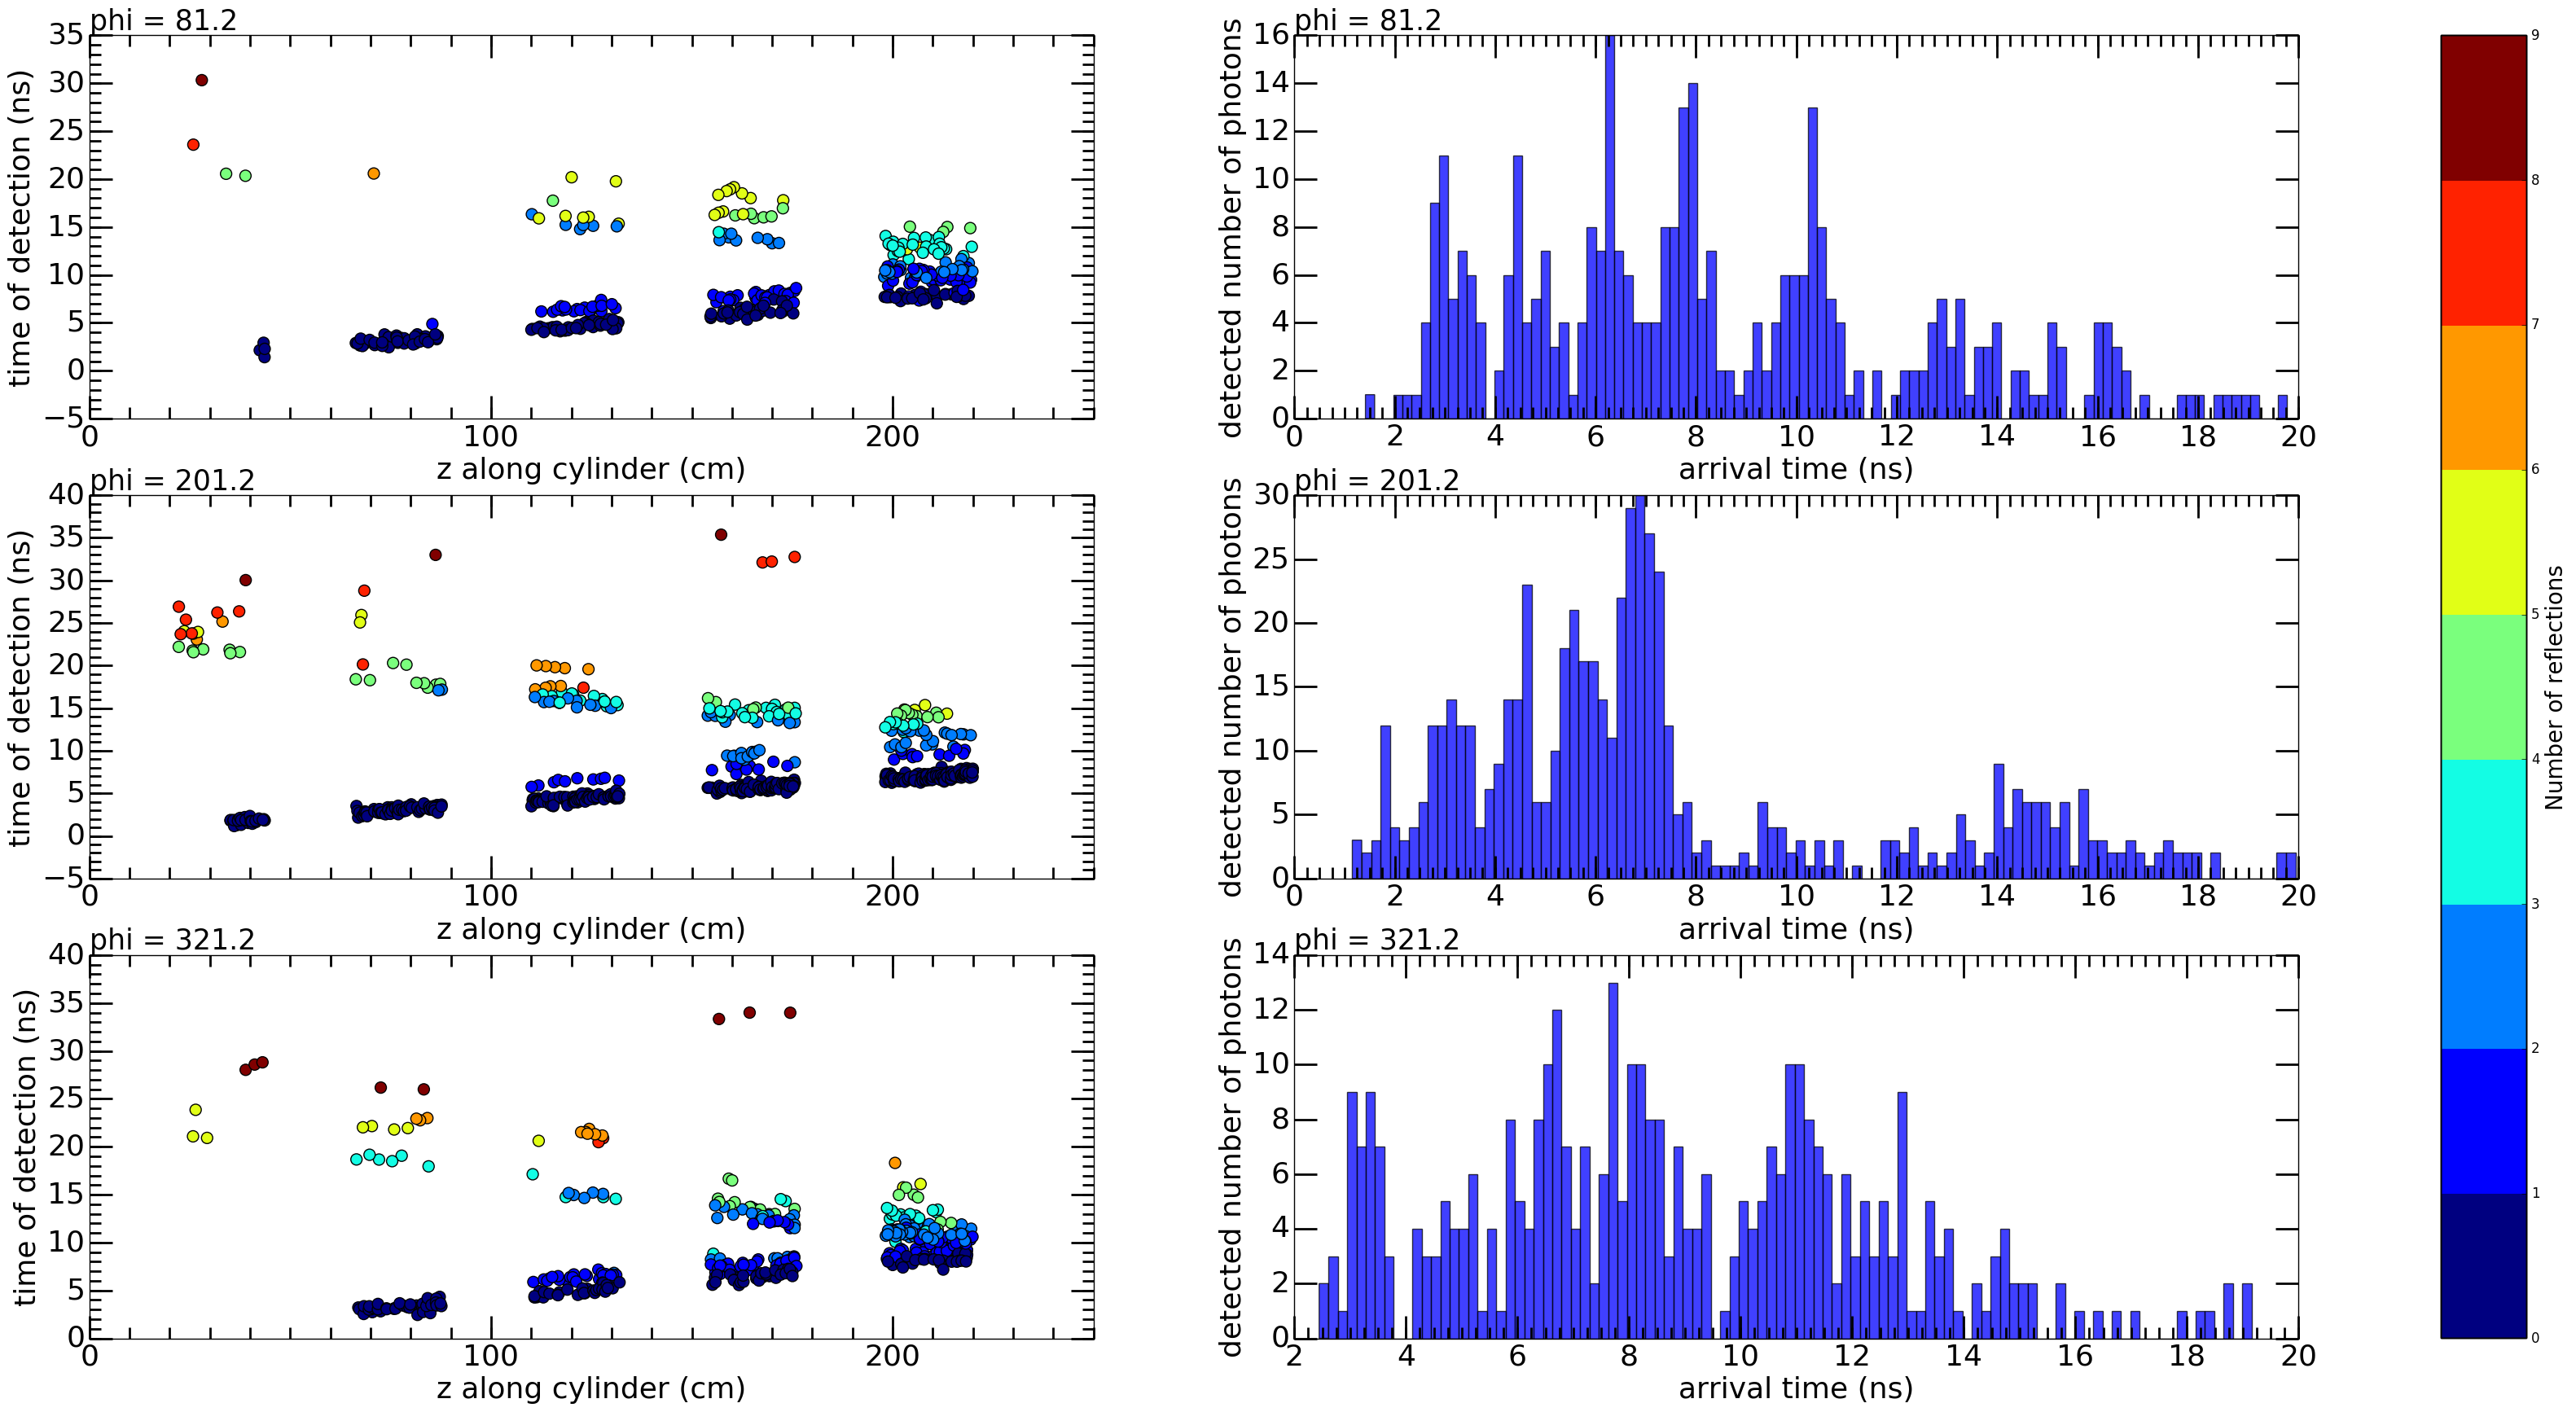 phi = 81.2
35
30
25
20
15
10
5
0
−5
time of detection (ns)
0 100 200
z along cylinder (cm)
phi = 81.2
16
14
12
10
8
6
4
2
0
detected number of photons
0 2 4 6 8 10 12 14 16 18 20
arrival time (ns)
phi = 201.2
40
35
30
25
20
15
10
5
0
−5
time of detection (ns)
0 100 200
z along cylinder (cm)
phi = 201.2
30
25
20
15
10
5
0
detected number of photons
0 2 4 6 8 10 12 14 16 18 20
arrival time (ns)
phi = 321.2
40
35
30
25
20
15
10
5
0
time of detection (ns)
0 100 200
z along cylinder (cm)
phi = 321.2
14
12
10
8
6
4
2
0
detected number of photons
2 4 6 8 10 12 14 16 18 20
arrival time (ns)
9
8
7
6
5
4
3
2
1
0
Number of reflections